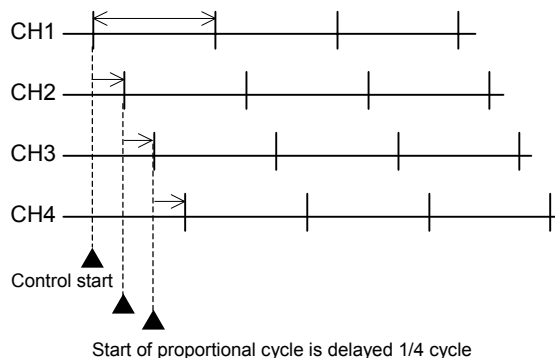 CH1
CH2
CH3
CH4
Control start
Start of proportional cycle is delayed 1/4 cycle